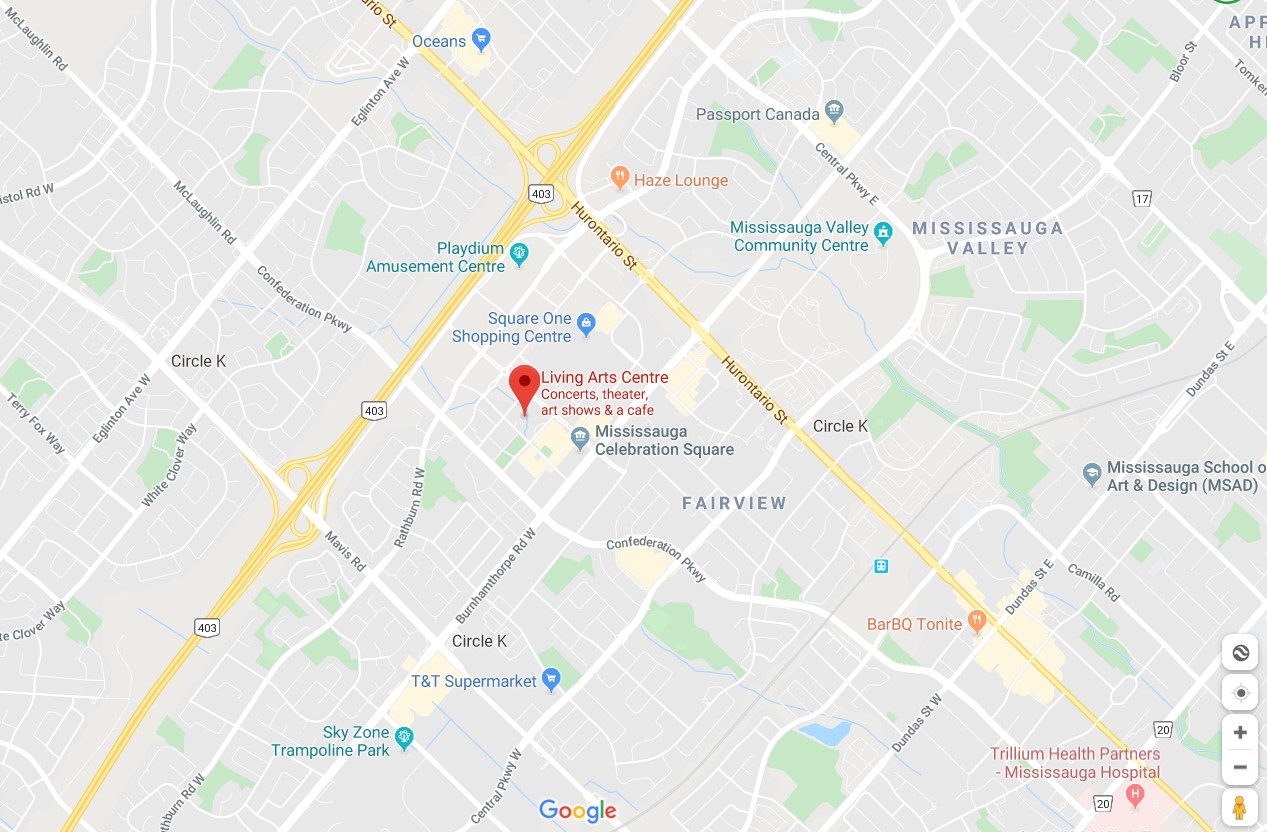 McLaughlin Rd
ario St
Oceans
Eglinton Ave W
Bloor St
APP
HI
Tomken
Passport Canada
Central Pkwy E
403
Haze Lounge
17
istol Rd W
McLaughlin Rd
Hurontario St
Mississauga Valley
Community Centre
MISSISSAUGA
VALLEY
Playdium
Amusement Centre
Confederation Pkwy
Square One
Shopping Centre
Circle K
Dundas St E
Living Arts Centre
Concerts, theater,
art shows & a cafe
Hurontario St
Eglinton Ave W
Terry Fox Way
403
Circle K
Mississauga
Celebration Square
White Clover Way
Rathburn Rd W
Mississauga School o
Art & Design (MSAD)
FAIRVIEW
Mavis Rd
Confederation Pkwy
Burnhamthorpe Rd W
Dundas St E
Camilla Rd
te Clover Way
403
Circle K
BarBQ Tonite
T&T Supermarket
Dundas St W
Sky Zone
Trampoline Park
20
Trillium Health Partners
- Mississauga Hospital
H
20
thburn Rd W
Central Pkwy W
Google